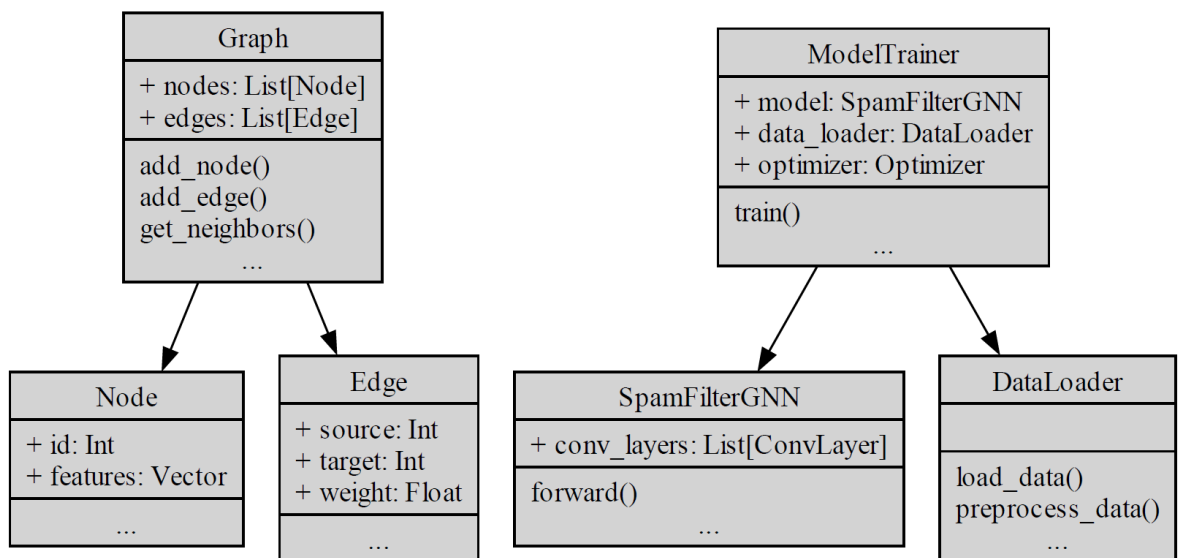 Graph
+ nodes: List[Node]
+ edges: List[Edge]
add_node()
add_edge()
get_neighbors()
...
ModelTrainer
+ model: SpamFilterGNN
+ data_loader: DataLoader
+ optimizer: Optimizer
train()
...
Node
+ id: Int
+ features: Vector
...
Edge
+ source: Int
+ target: Int
+ weight: Float
...
SpamFilterGNN
+ conv_layers: List[ConvLayer]
forward()
...
DataLoader
load_data()
preprocess_data()
...